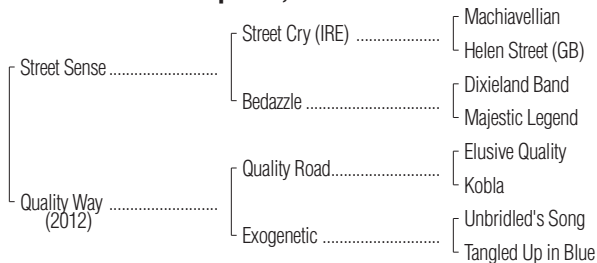 Machiavellian
Street Cry (IRE) ..................
Helen Street (GB)
Street Sense .......................
Dixieland Band
Bedazzle .............................
Majestic Legend
Elusive Quality
Quality Road.......................
Kobla
Quality Way .......................
(2012)
Unbridled's Song
Exogenetic .........................
Tangled Up in Blue